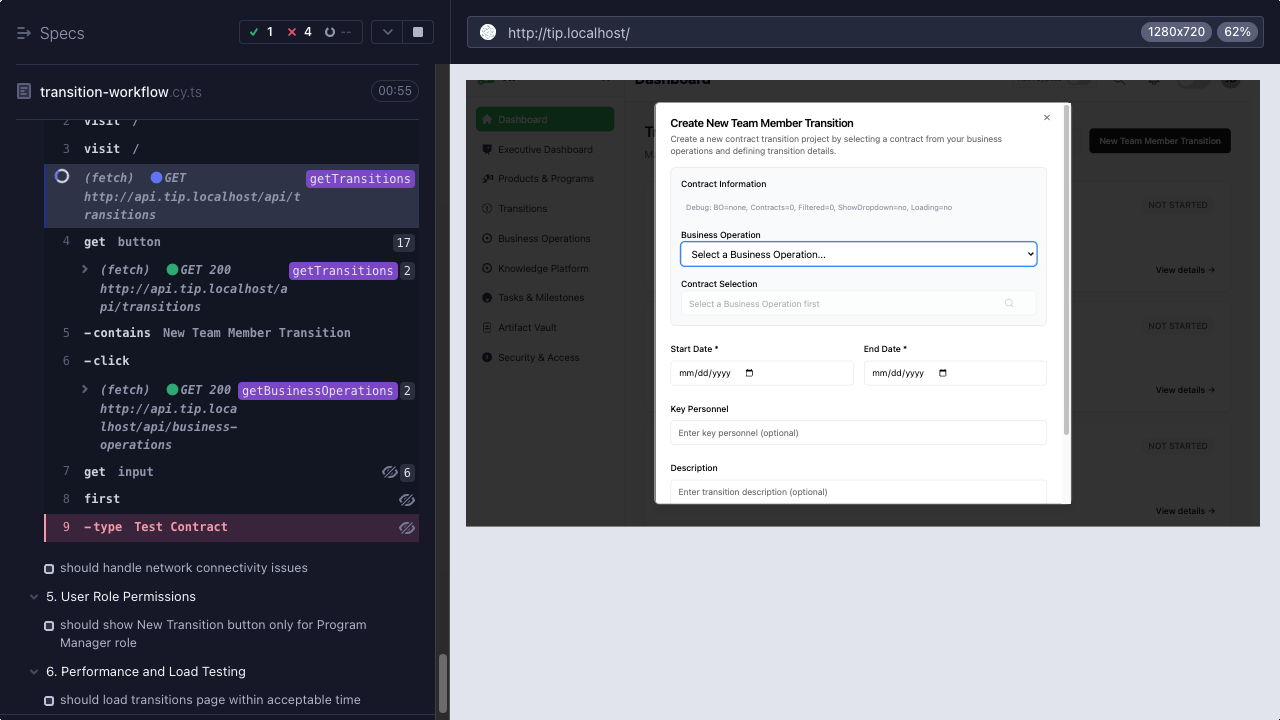 Specs
1
4
--
transition-workflow.cy.ts
00:55
2 visit /
3 visit /
(fetch) GET getTransitions
http://api.tip.localhost/api/t
ransitions
4 get button 17
(fetch) GET 200 getTransitions 2
http://api.tip.localhost/a
pi/transitions
5 -contains New Team Member Transition
6 -click
(fetch) GET 200 getBusinessOperations 2
http://api.tip.loca
lhost/api/business-
operations
7 get input 6
8 first
9 -type Test Contract
should handle network connectivity issues
5. User Role Permissions
should show New Transition button only for Program
Manager role
6. Performance and Load Testing
should load transitions page within acceptable time
http://tip.localhost/
1280x720
62%
Dashboard
Dashboard
Executive Dashboard
Products & Programs
Transitions
Business Operations
Knowledge Platform
Tasks & Milestones
Artifact Vault
Security & Access
New Team Member Transition
NOT STARTED
View details →
NOT STARTED
View details →
NOT STARTED
View details →
Create New Team Member Transition
×
Create a new contract transition project by selecting a contract from your business
operations and defining transition details.
Contract Information
Debug: BO=none, Contracts=0, Filtered=0, ShowDropdown=no, Loading=no
Business Operation
Select a Business Operation...
Contract Selection
Select a Business Operation first
Start Date *
End Date *
mm/dd/yyyy
mm/dd/yyyy
Key Personnel
Enter key personnel (optional)
Description
Enter transition description (optional)